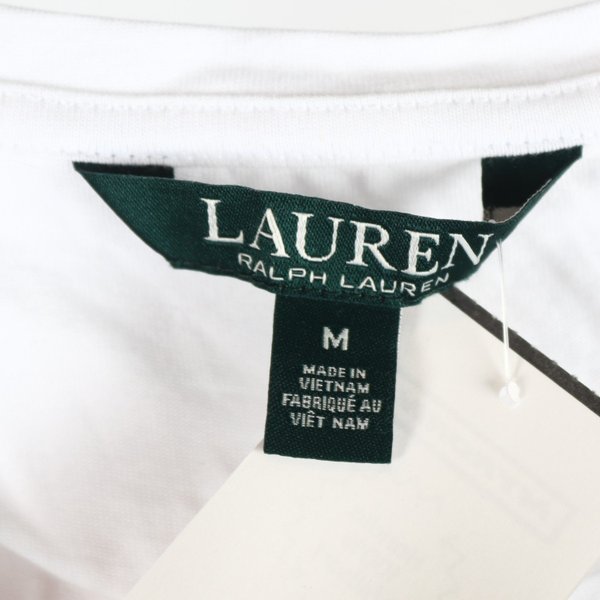 LAUREN
RALPH LAUREN
M
MADE IN
VIETNAM
FABRIQUÉ AU
VIÊT NAM